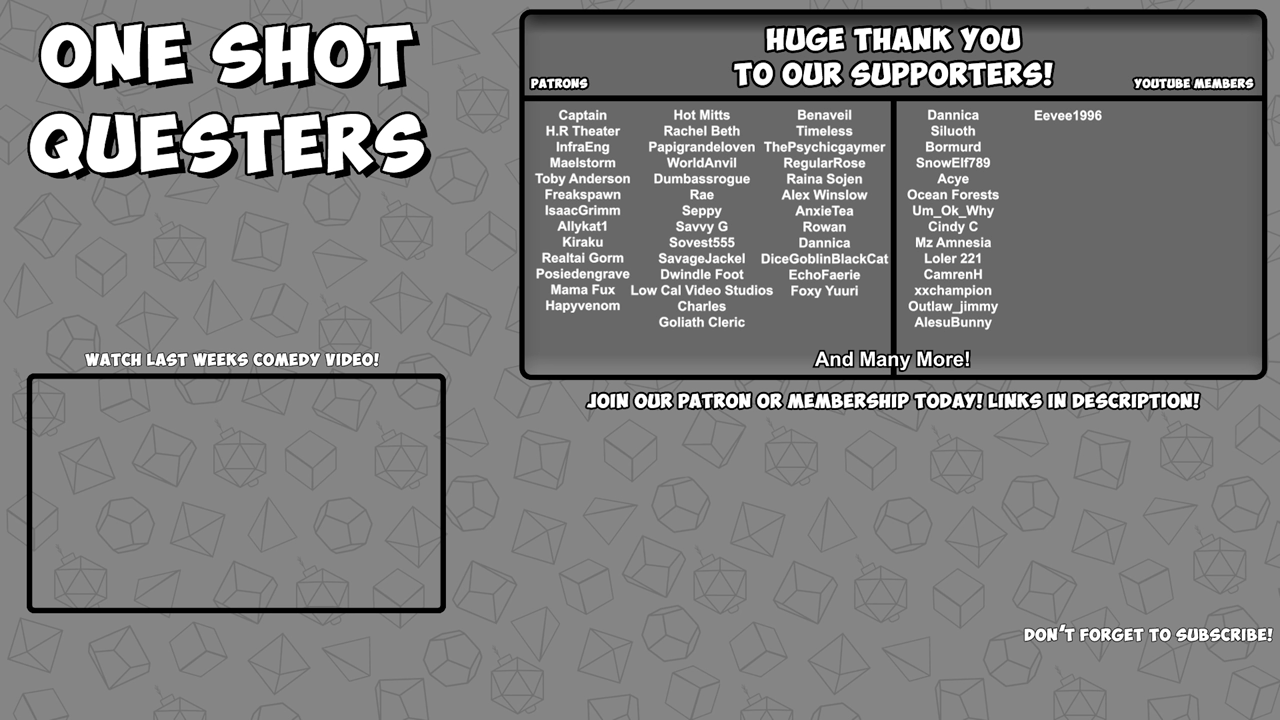 ONE SHOT
QUESTERS
HUGE THANK YOU
TO OUR SUPPORTERS!
PATRONS
YOUTUBE MEMBERS
Captain
H.R Theater
InfraEng
Maelstorm
Toby Anderson
Freakspawn
IsaacGrimm
Allykat1
Kiraku
Realtai Gorm
Posiedengrave
Mama Fux
Hapyvenom
Hot Mitts
Rachel Beth
Papigrandeloven
WorldAnvil
Dumbassrogue
Rae
Seppy
Savvy G
Sovest555
SavageJackel
Dwindle Foot
Low Cal Video Studios
Charles
Goliath Cleric
Benaveil
Timeless
ThePsychicgaymer
RegularRose
Raina Sojen
Alex Winslow
AnxieTea
Rowan
Dannica
DiceGoblinBlackCat
EchoFaerie
Foxy Yuuri
Dannica
Siluoth
Bormurd
SnowElf789
Acye
Ocean Forests
Um_Ok_Why
Cindy C
Mz Amnesia
Loler 221
CamrenH
xxchampion
Outlaw_jimmy
AlesuBunny
Eevee1996
And Many More!
JOIN OUR PATRON OR MEMBERSHIP TODAY! LINKS IN DESCRIPTION!
WATCH LAST WEEKS COMEDY VIDEO!
DON'T FORGET TO SUBSCRIBE!